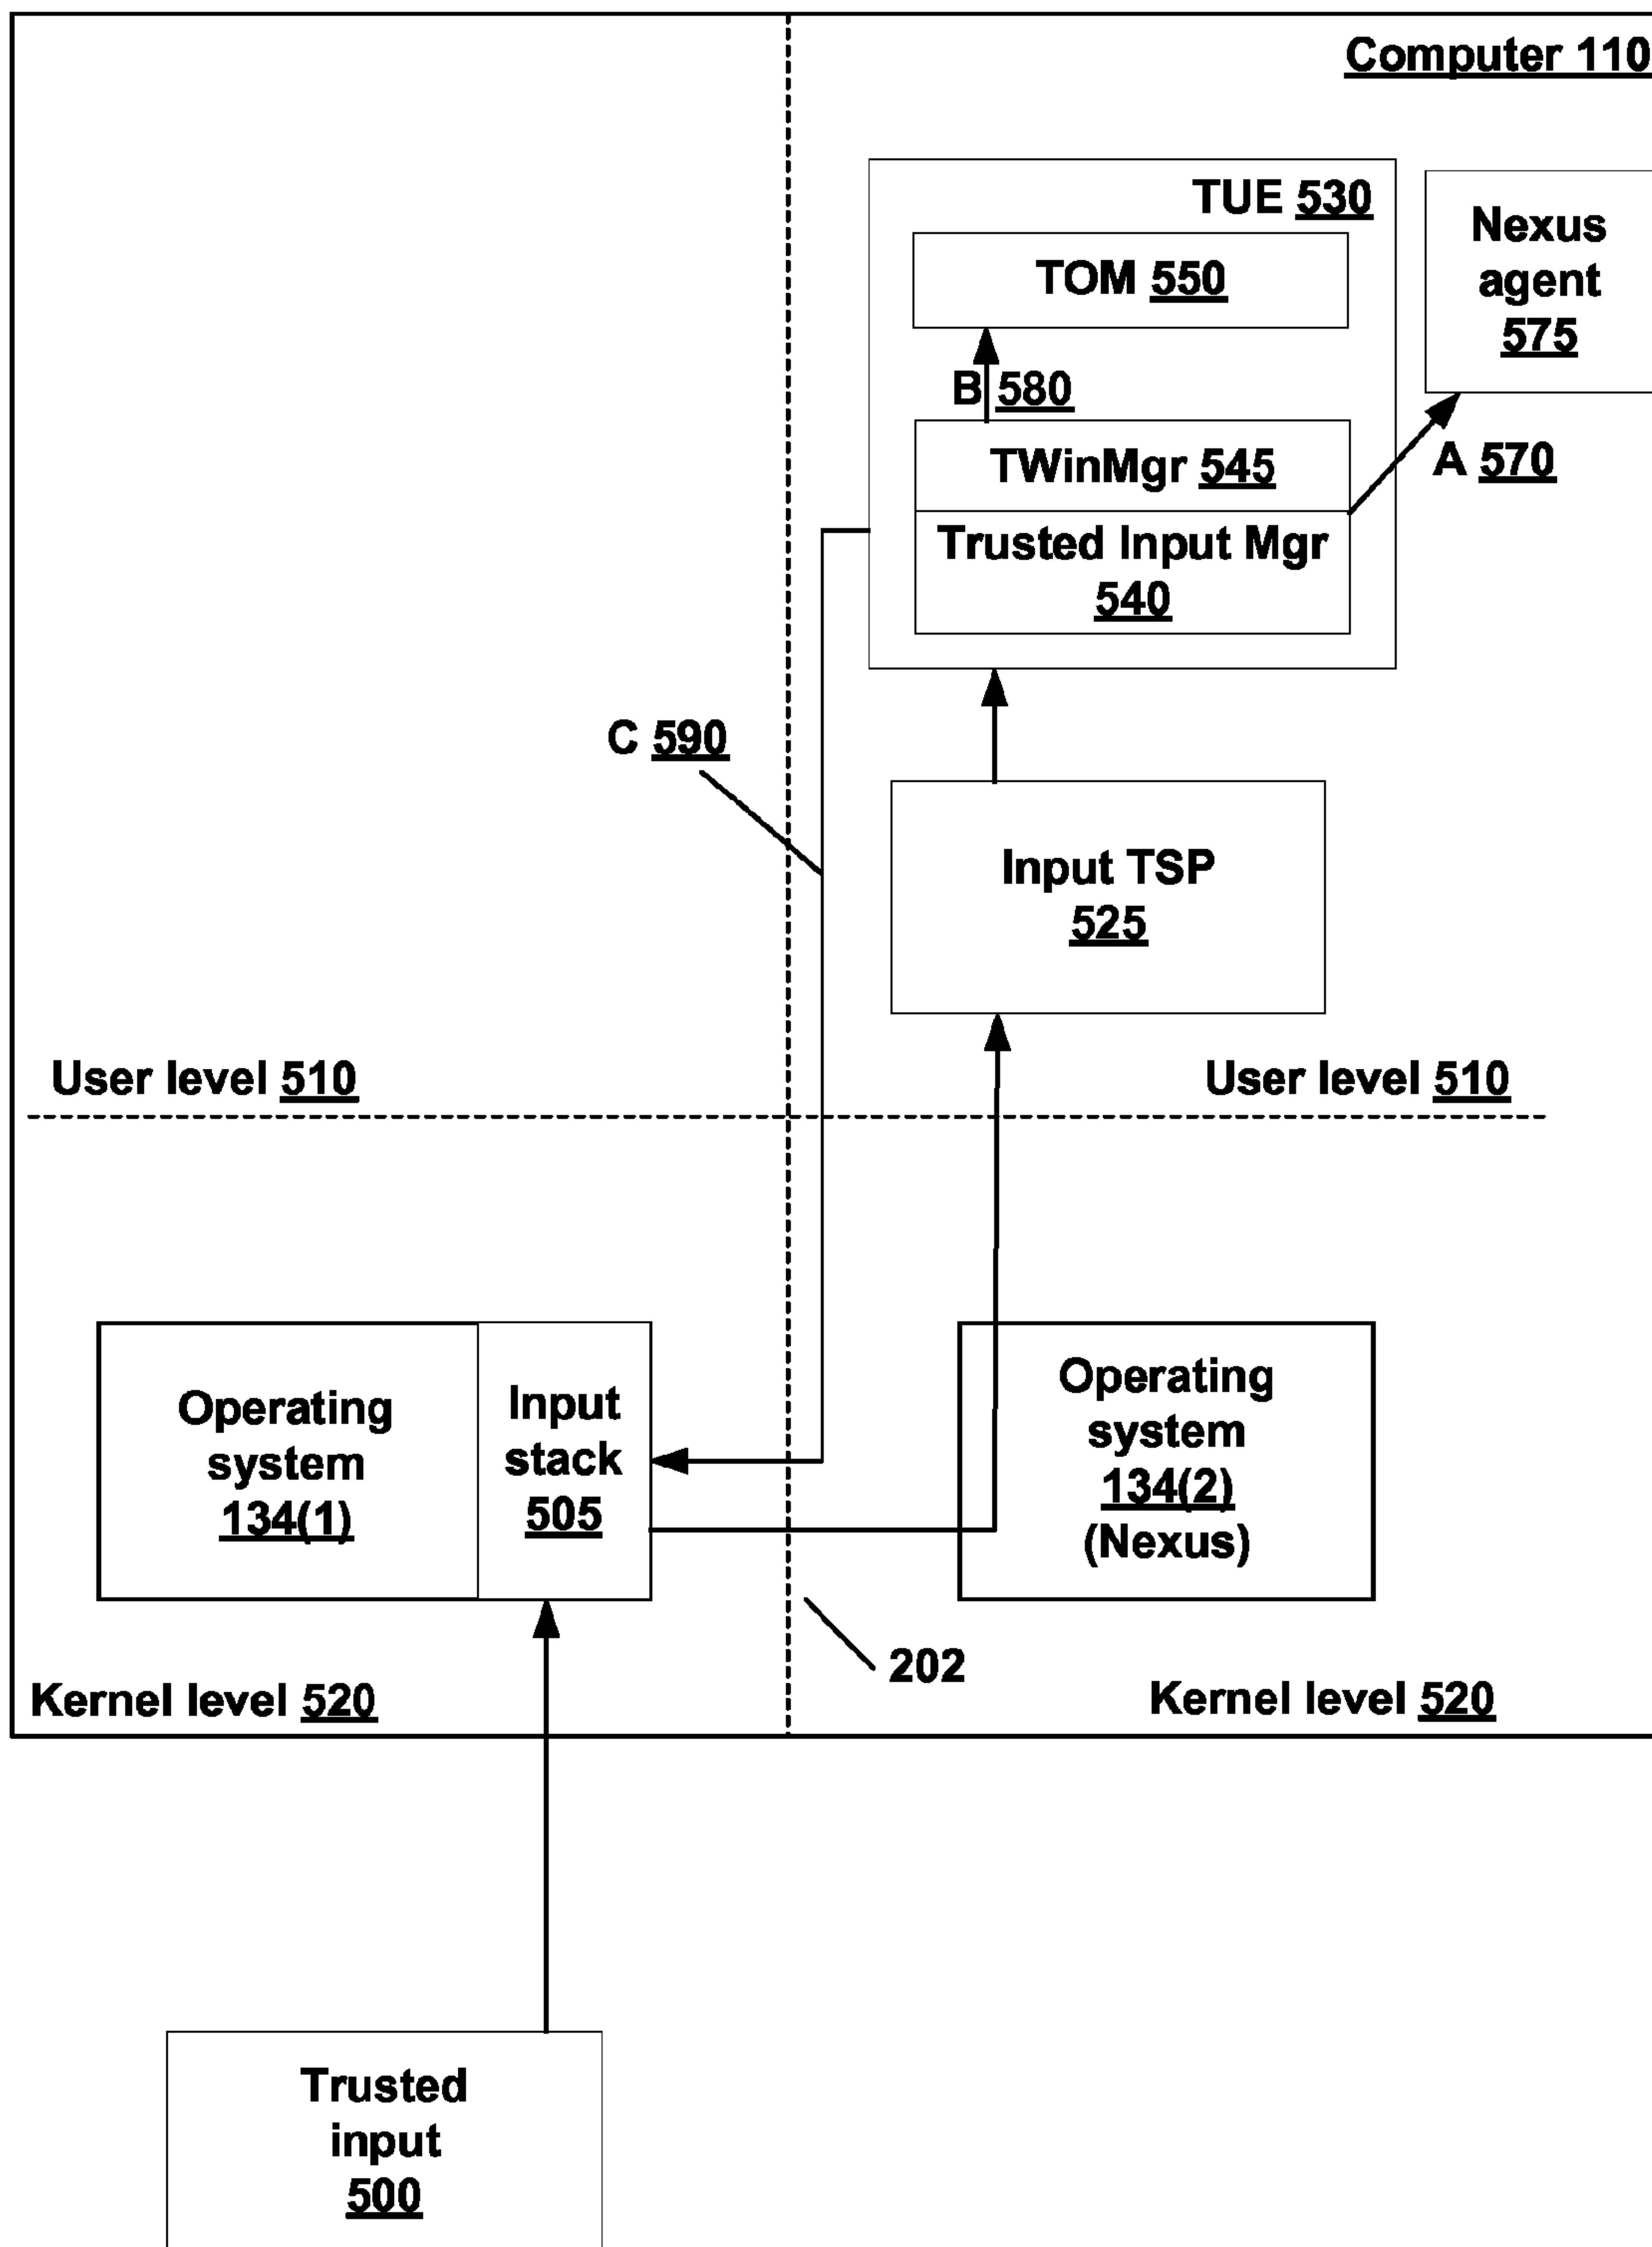 Computer 110
TUE 530
Nexus
agent
575
TOM 550
B 580
A 570
TWinMgr 545
Trusted Input Mgr
540
C 590
Input TSP
525
User level 510
User level 510
Operating
system
134(1)
Input
stack
505
Operating
system
134(2)
(Nexus)
202
Kernel level 520
Kernel level 520
Trusted
input
500